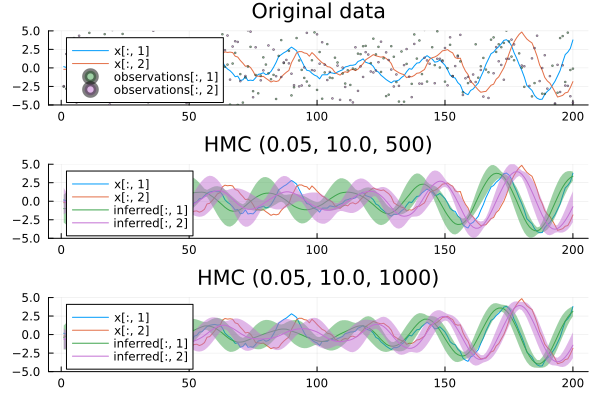 Original data
5.0
2.5
0.0
−2.5
−5.0
x[:, 1]
x[:, 2]
observations[:, 1]
observations[:, 2]
0 50 100 150 200
HMC (0.05, 10.0, 500)
5.0
2.5
0.0
−2.5
−5.0
x[:, 1]
x[:, 2]
inferred[:, 1]
inferred[:, 2]
0 50 100 150 200
HMC (0.05, 10.0, 1000)
5.0
2.5
0.0
−2.5
−5.0
x[:, 1]
x[:, 2]
inferred[:, 1]
inferred[:, 2]
0 50 100 150 200